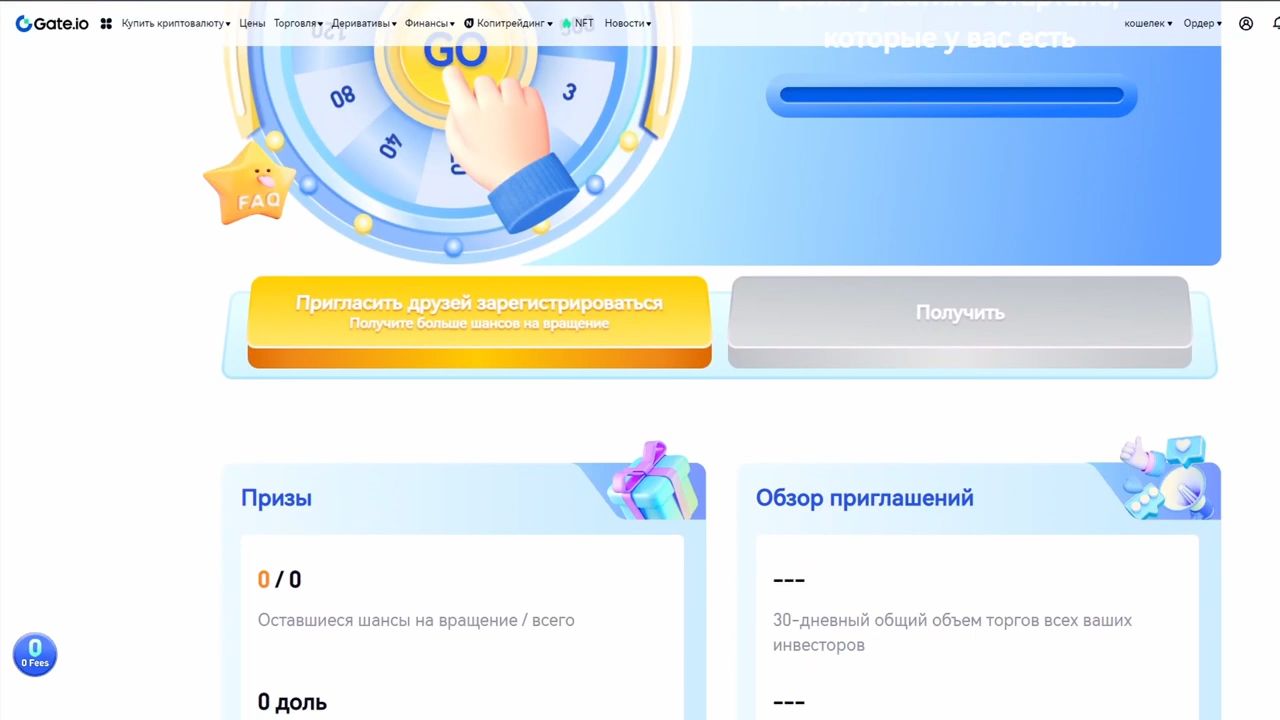 Gate.io
Купить криптовалюту
Цены
Торговля
Деривативы
Финансы
Копитрейдинг
NFT
Новости
кошелек
Ордер
которые у вас есть
120
GO
80
40
3
FAQ
Пригласить друзей зарегистрироваться
Получите больше шансов на вращение
Получить
Призы
0 / 0
Оставшиеся шансы на вращение / всего
0 доль
Обзор приглашений
---
30-дневный общий объем торгов всех ваших
инвесторов
---
0
0 Fees